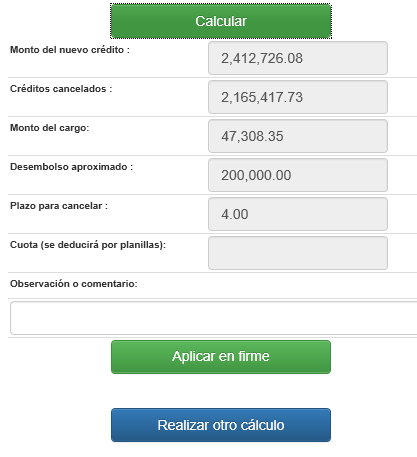 Calcular
Monto del nuevo crédito : 2,412,726.08
Créditos cancelados : 2,165,417.73
Monto del cargo: 47,308.35
Desembolso aproximado : 200,000.00
Plazo para cancelar : 4.00
Cuota (se deducirá por planillas):
Observación o comentario:
Aplicar en firme
Realizar otro cálculo